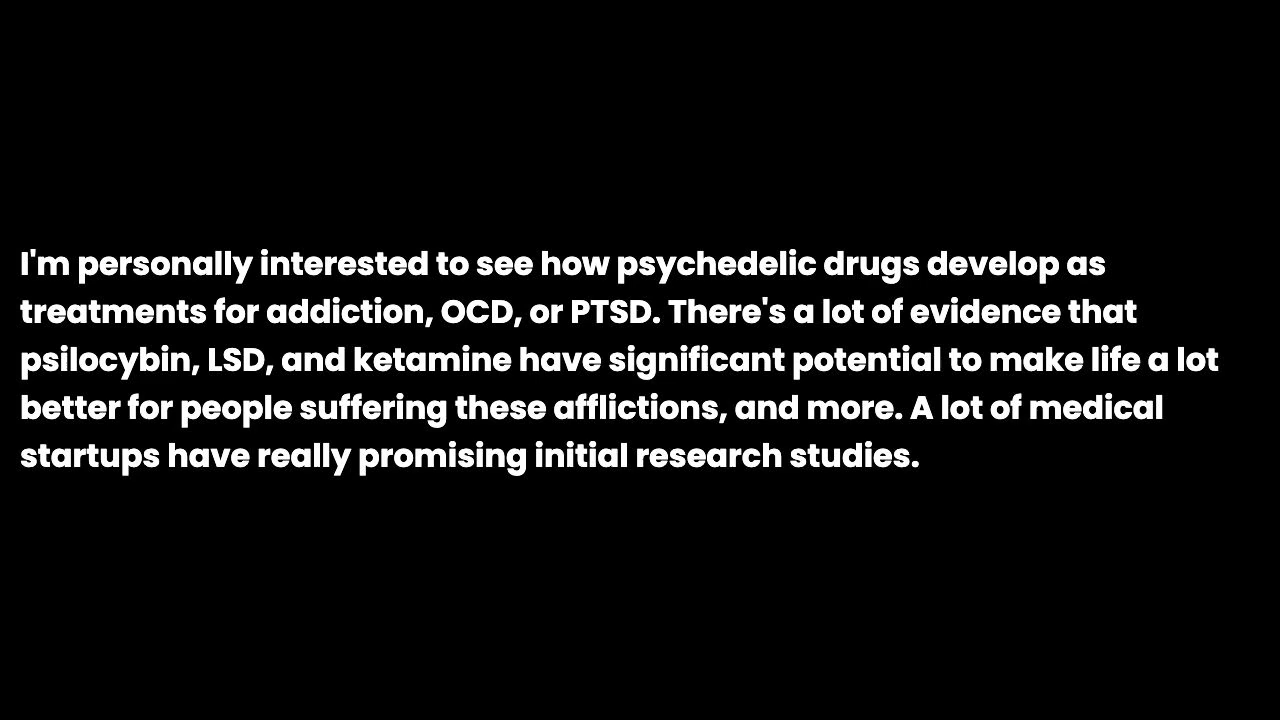 I'm personally interested to see how psychedelic drugs develop as
treatments for addiction, OCD, or PTSD. There's a lot of evidence that
psilocybin, LSD, and ketamine have significant potential to make life a lot
better for people suffering these afflictions, and more. A lot of medical
startups have really promising initial research studies.